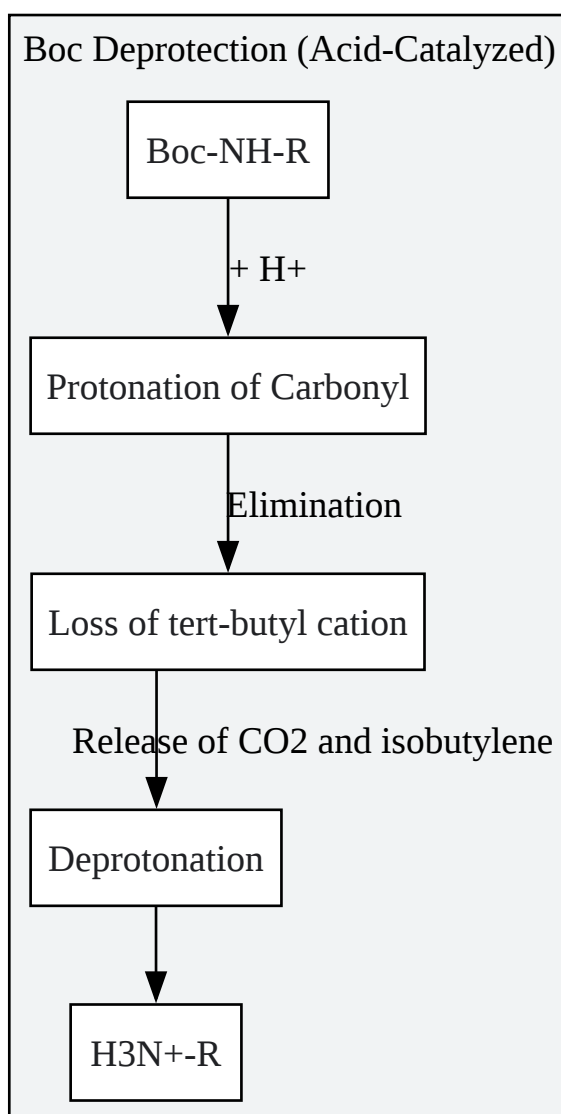 Boc Deprotection (Acid-Catalyzed)
Boc-NH-R
+ H+
Protonation of Carbonyl
Elimination
Loss of tert-butyl cation
Release of CO2 and isobutylene
Deprotonation
H3N+-R